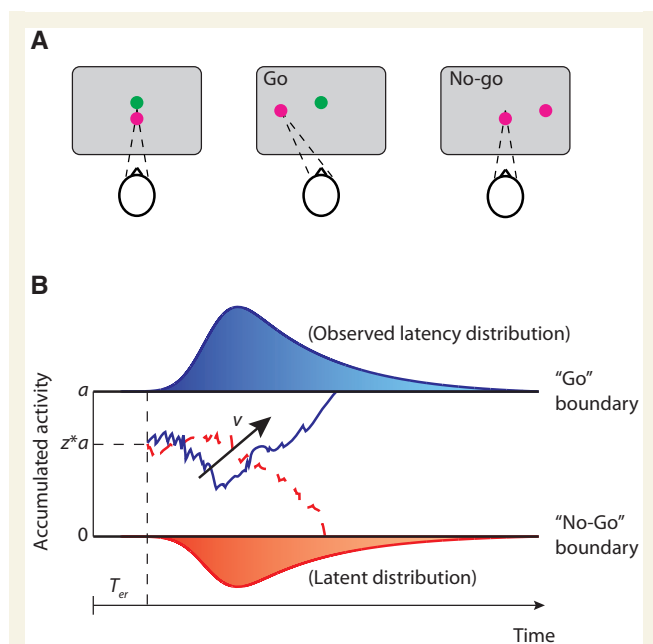 A
Go
No-go
B
(Observed latency distribution)
a
"Go"
boundary
v
z*a
Accumulated activity
0
"No-Go"
boundary
(Latent distribution)
Ter
Time